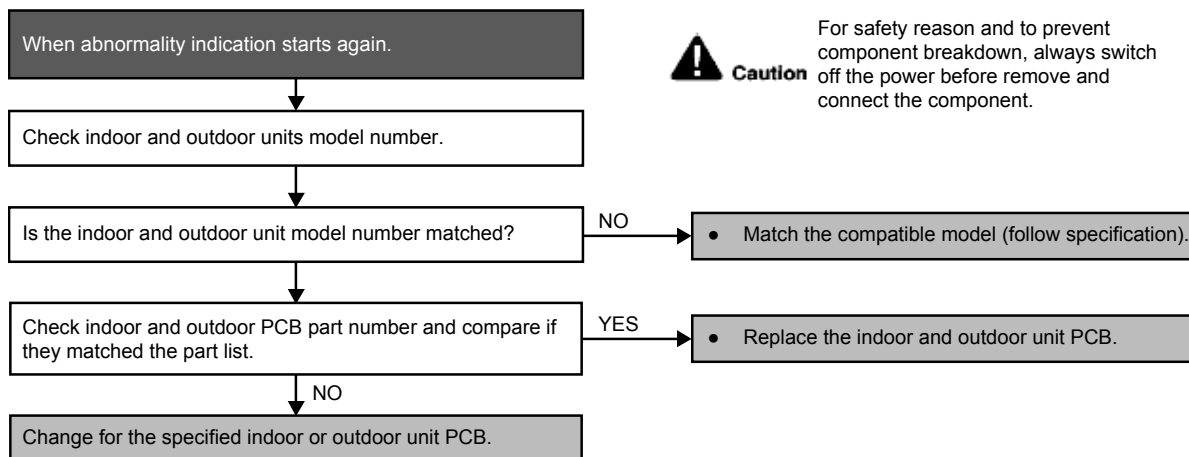 When abnormality indication starts again.
Caution
For safety reason and to prevent
component breakdown, always switch
off the power before remove and
connect the component.
Check indoor and outdoor units model number.
Is the indoor and outdoor unit model number matched?
NO
● Match the compatible model (follow specification).
Check indoor and outdoor PCB part number and compare if
they matched the part list.
YES
● Replace the indoor and outdoor unit PCB.
NO
Change for the specified indoor or outdoor unit PCB.